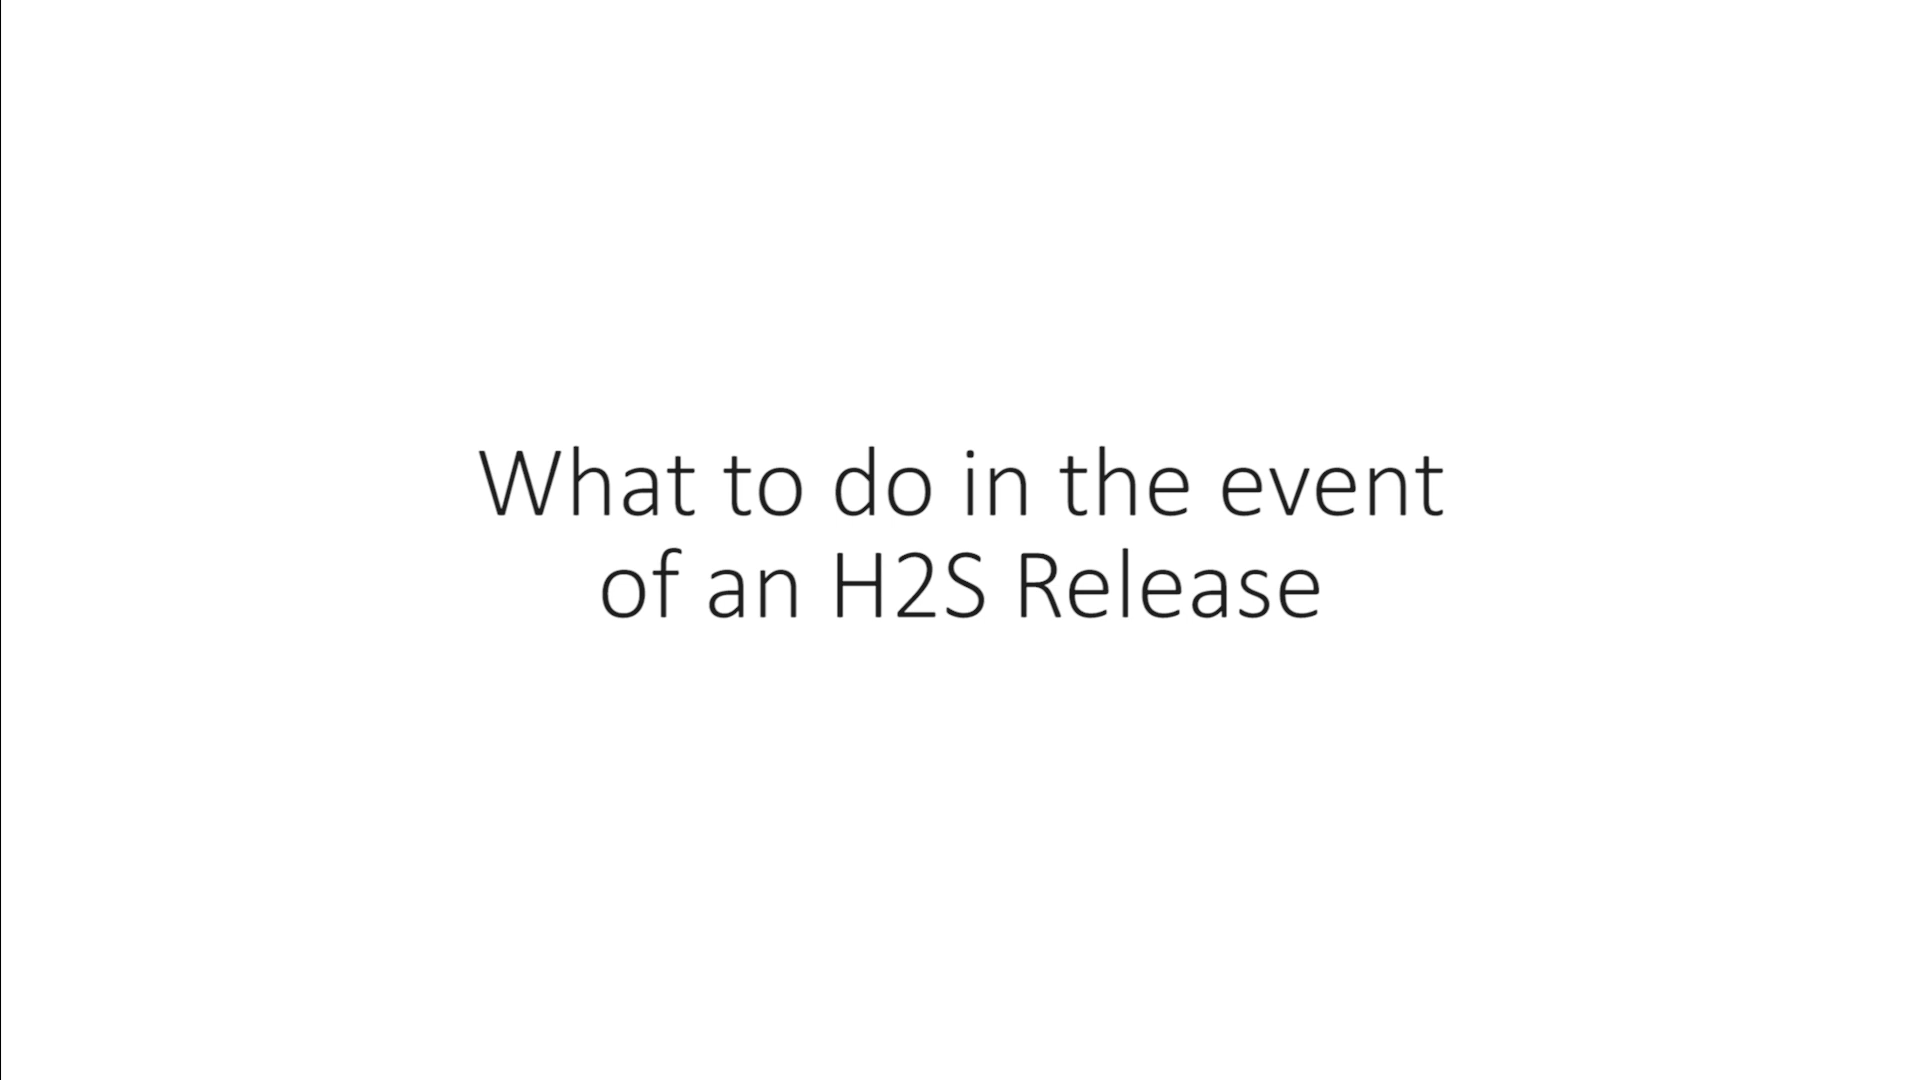 What to do in the event
of an H2S Release